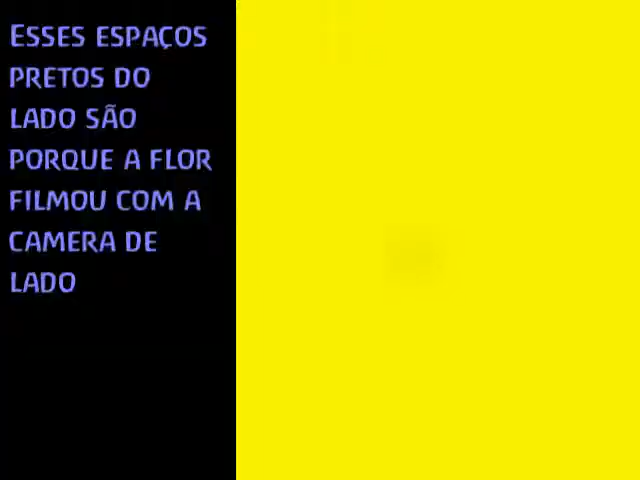 Esses espaços
pretos do
lado são
porque a flor
filmou com a
camera de
lado